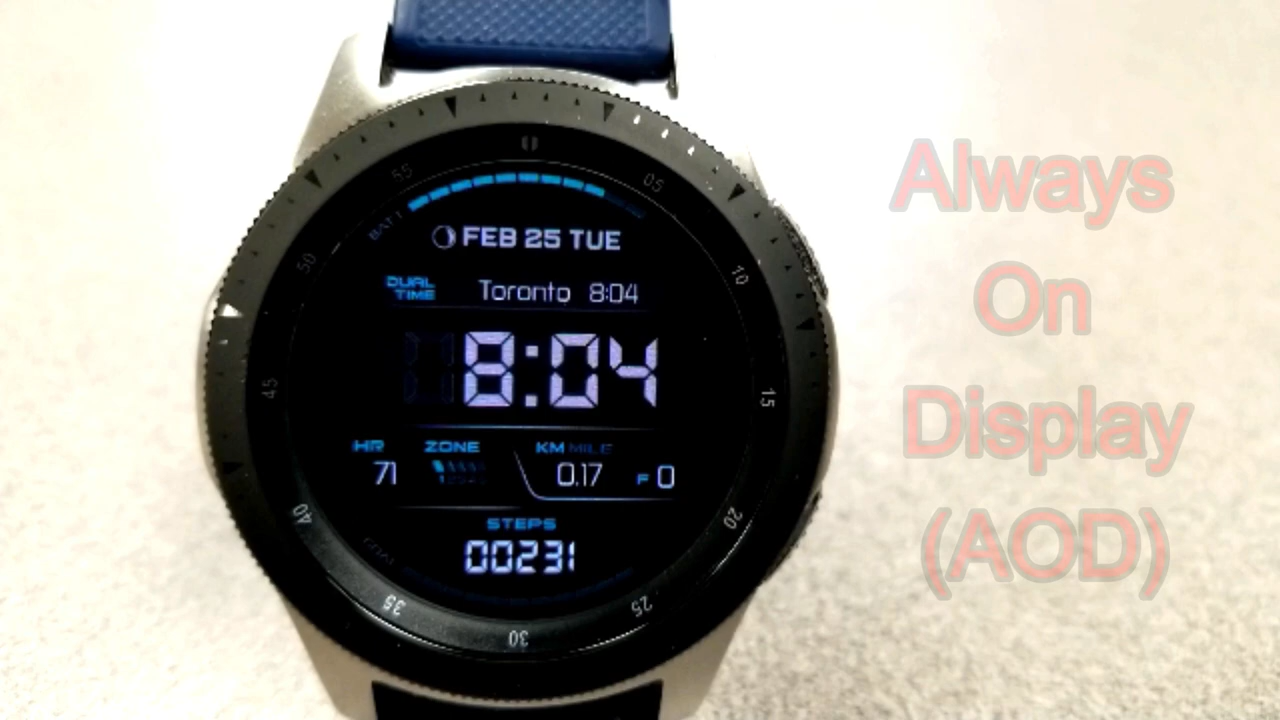 55
05
BATT
FEB 25 TUE
50
10
DUAL
TIME
Toronto 8:04
8:04
45
15
HR
ZONE
KM MILE
71
0.17
F 0
40
20
STEPS
00231
GOAL
35
25
30
Always
On
Display
(AOD)